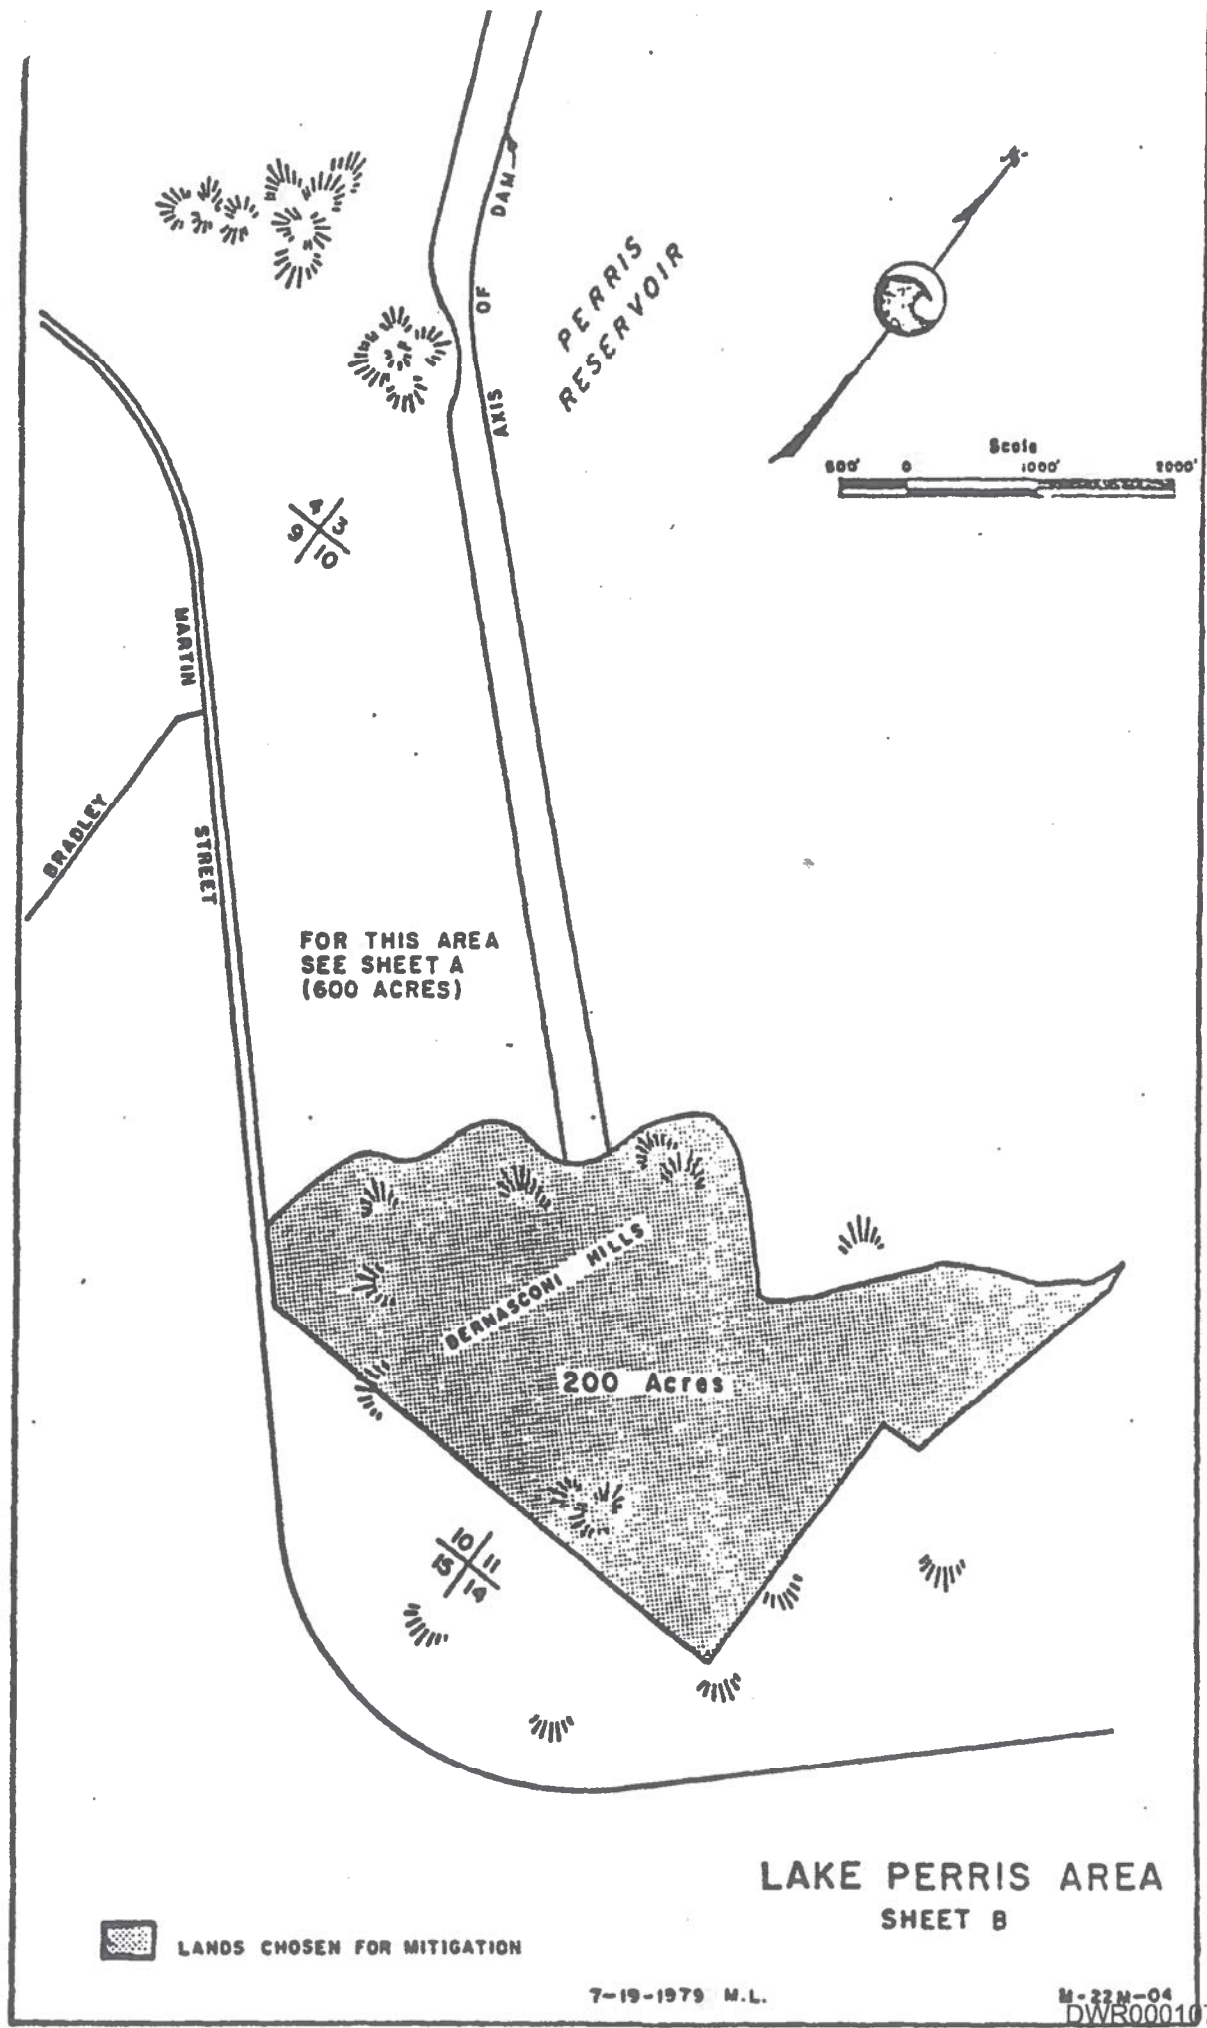 AXIS OF DAM
PERRIS
RESERVOIR
Scale
500' 0 1000' 2000'
4 3
9 10
MARTIN STREET
BRADLEY
FOR THIS AREA
SEE SHEET A
(600 ACRES)
BERNASCONI HILLS
200 Acres
10 11
15 14
LAKE PERRIS AREA
SHEET B
LANDS CHOSEN FOR MITIGATION
7-19-1979 M.L.
M-22M-04
DWR000107